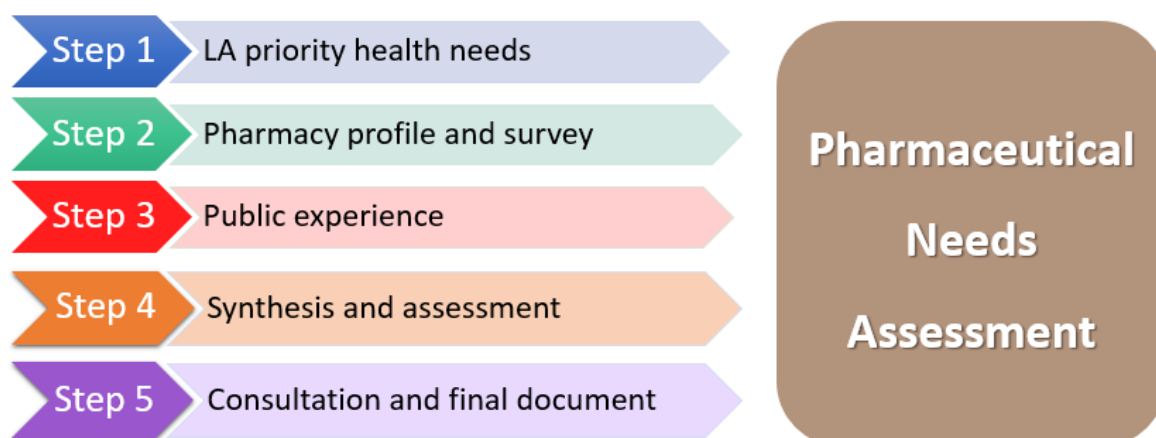 Step 1 LA priority health needs
Step 2 Pharmacy profile and survey
Step 3 Public experience
Step 4 Synthesis and assessment
Step 5 Consultation and final document
Pharmaceutical
Needs
Assessment